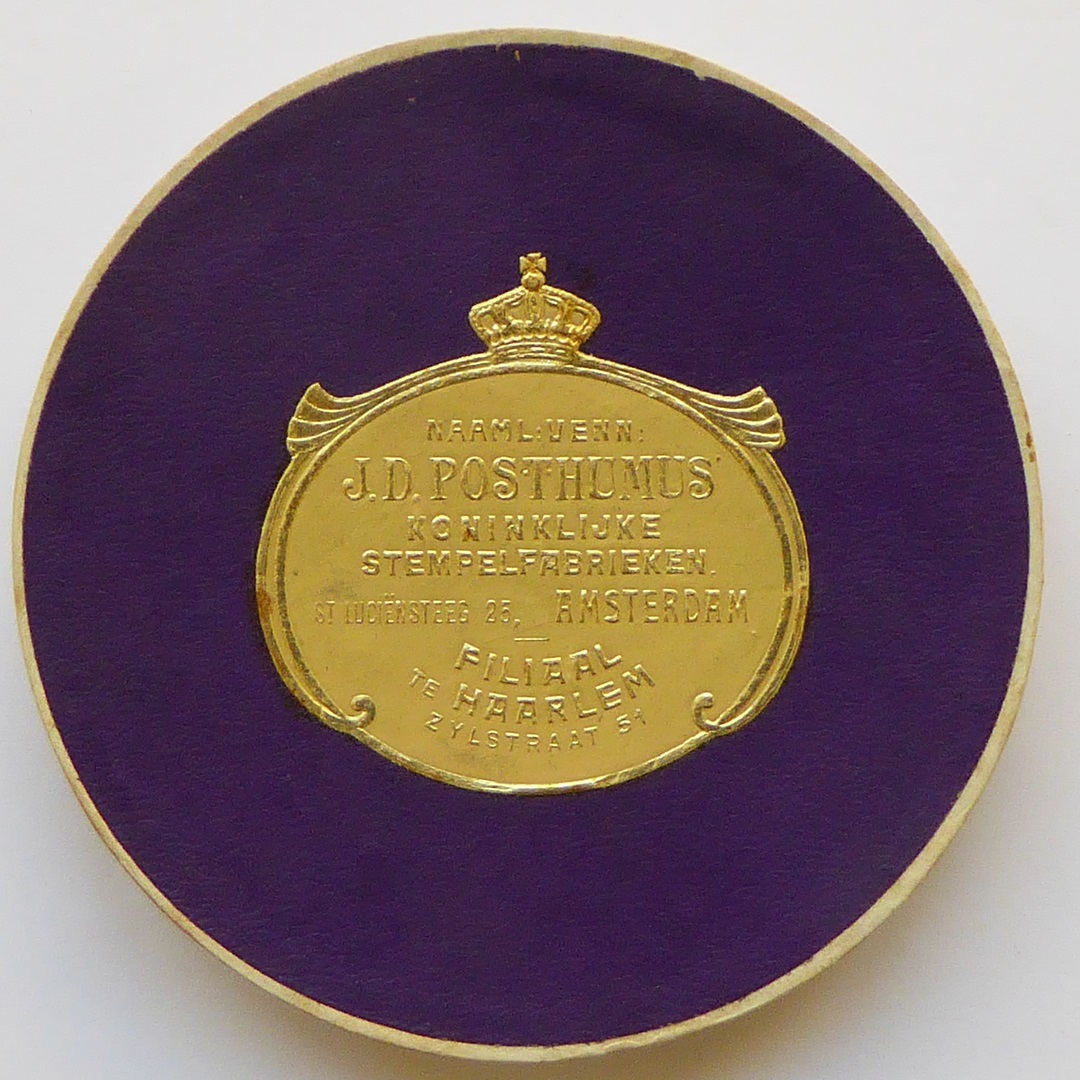 NAAML: VENN:
J.D. POSTHUMUS
KONINKLIJKE
STEMPELFABRIEKEN.
ST LUCIËNSTEEG 25, AMSTERDAM
FILIAAL
TE HAARLEM
ZYLSTRAAT 51